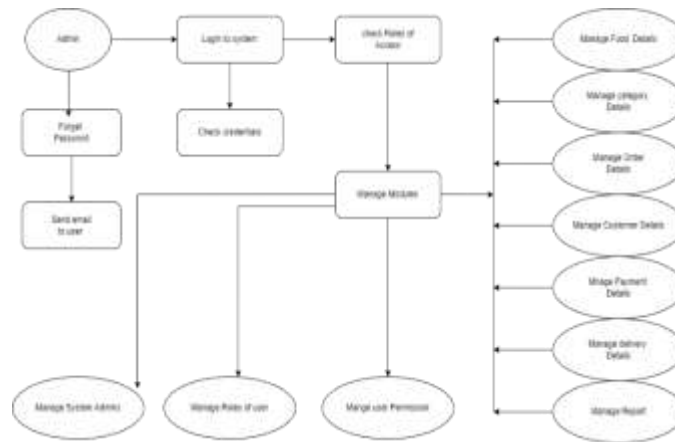 Admin
Login to system
check Roles of
Access
Manage Food Details
Manage category
Details
Forget
Password
Check credentials
Manage Order
Details
Manage Modules
Send email
to user
Manage Customer Details
Mnage Payment
Details
Manage delivery
Details
Manage System Admins
Manage Roles of user
Mange user Permission
Manage Report